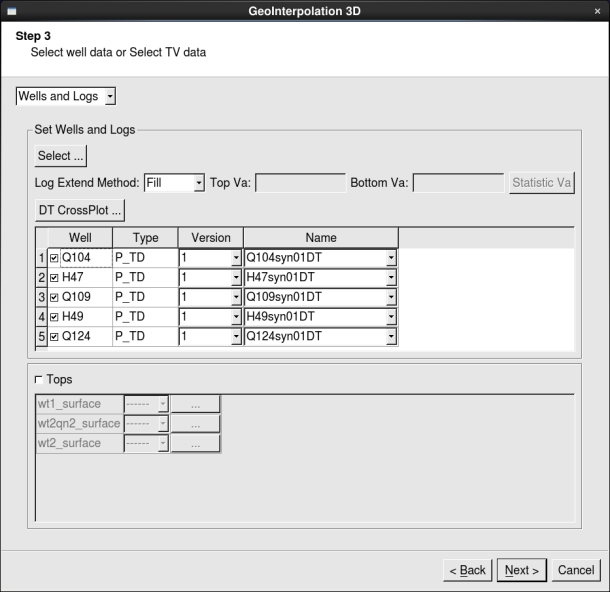 GeoInterpolation 3D
×
Step 3
Select well data or Select TV data
Wells and Logs
Set Wells and Logs
Select ...
Log Extend Method: Fill Top Va: Bottom Va: Statistic Va
DT CrossPlot ...
Well Type Version Name
1 Q104 P_TD 1 Q104syn01DT
2 H47 P_TD 1 H47syn01DT
3 Q109 P_TD 1 Q109syn01DT
4 H49 P_TD 1 H49syn01DT
5 Q124 P_TD 1 Q124syn01DT
Tops
wt1_surface ------ ...
wt2qn2_surface ------ ...
wt2_surface ------ ...
< Back Next > Cancel